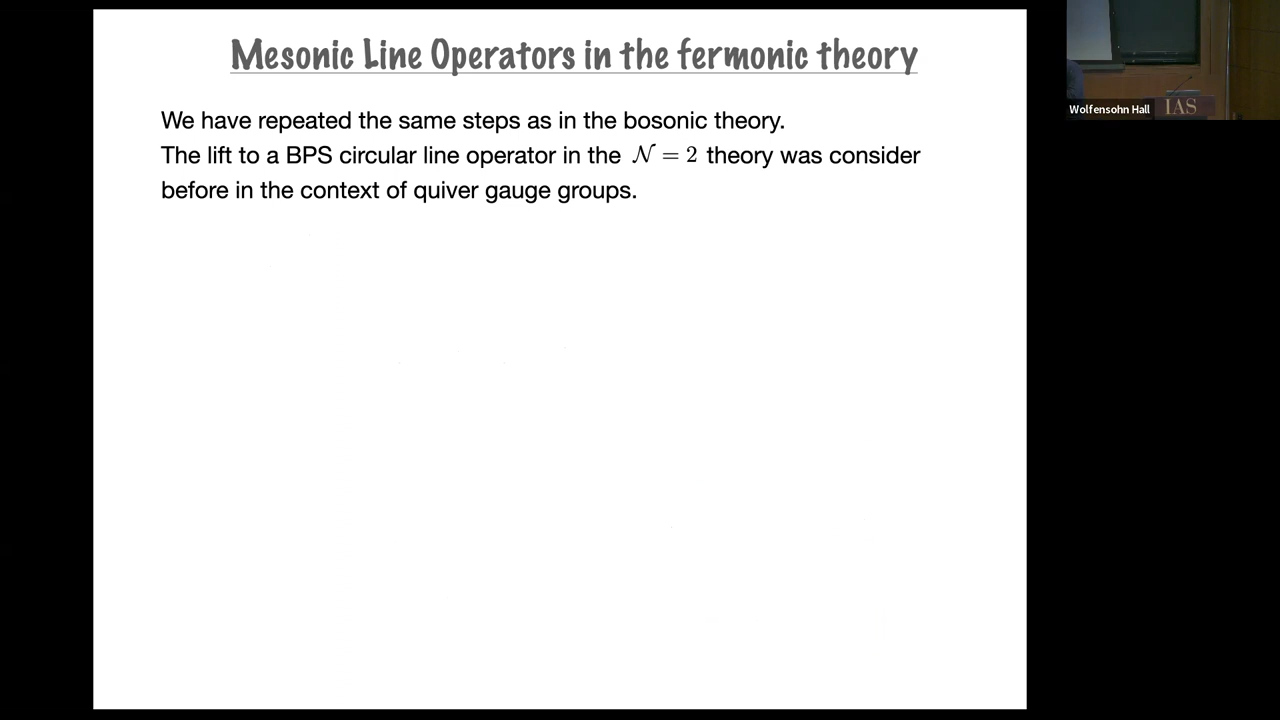 Mesonic Line Operators in the fermonic theory
We have repeated the same steps as in the bosonic theory.
The lift to a BPS circular line operator in the 𝒩 = 2 theory was consider
before in the context of quiver gauge groups.
Wolfensohn Hall
IAS